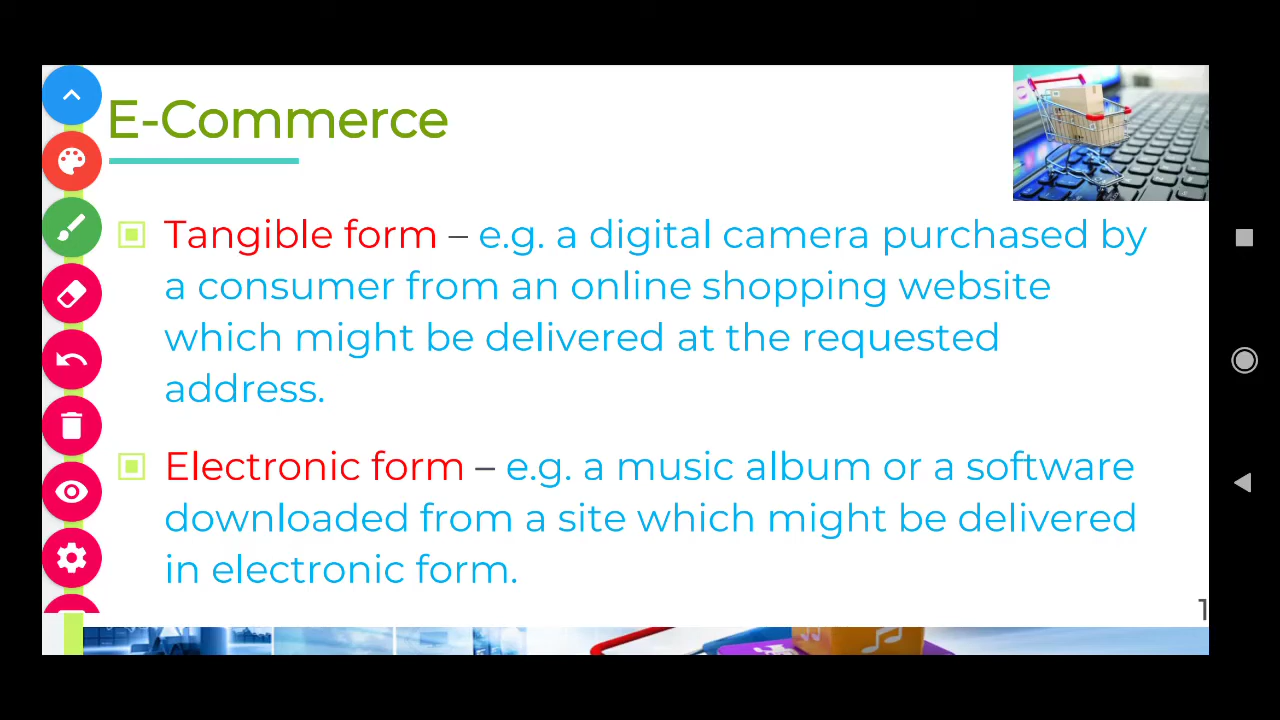 E-Commerce
Tangible form – e.g. a digital camera purchased by
a consumer from an online shopping website
which might be delivered at the requested
address.
Electronic form – e.g. a music album or a software
downloaded from a site which might be delivered
in electronic form.
1